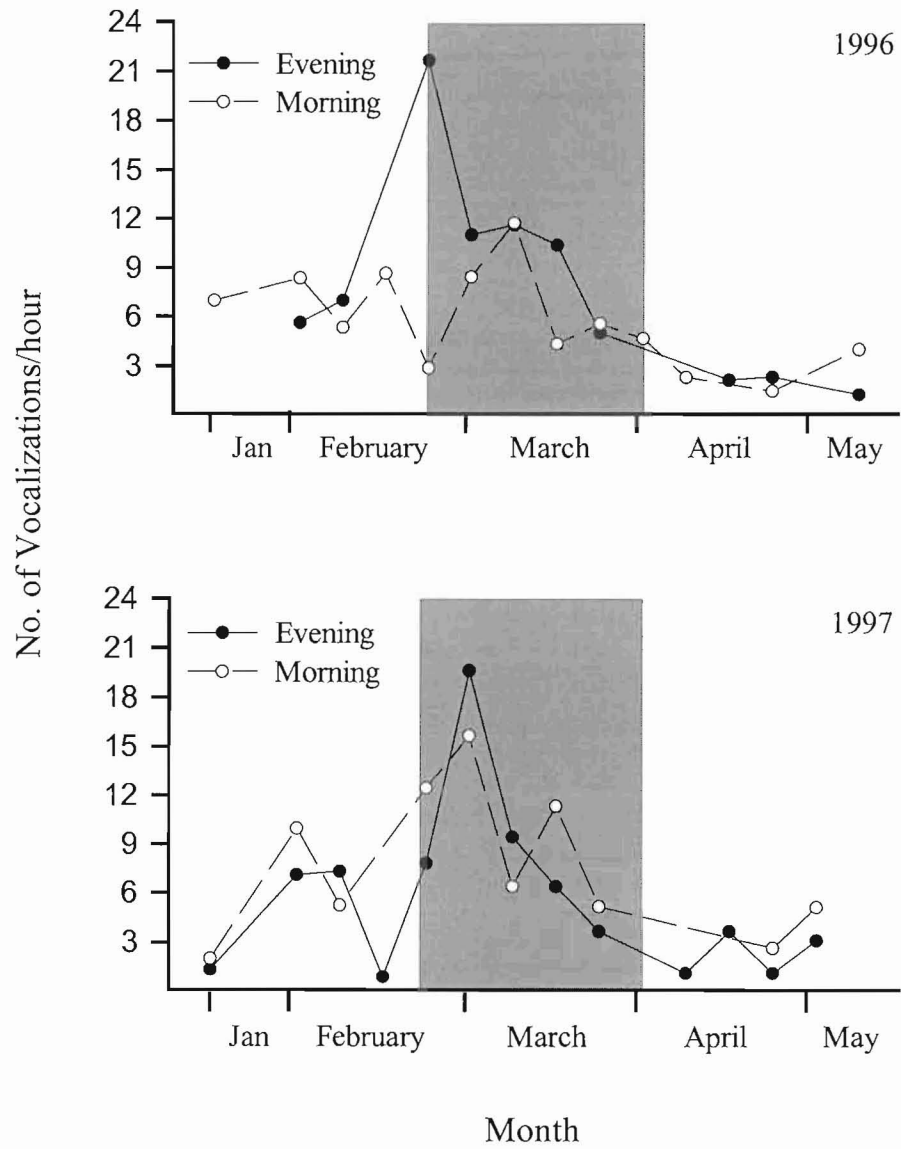 1996
Evening
Morning
24
21
18
15
12
9
6
3
Jan February March April May
No. of Vocalizations/hour
1997
Evening
Morning
24
21
18
15
12
9
6
3
Jan February March April May
Month